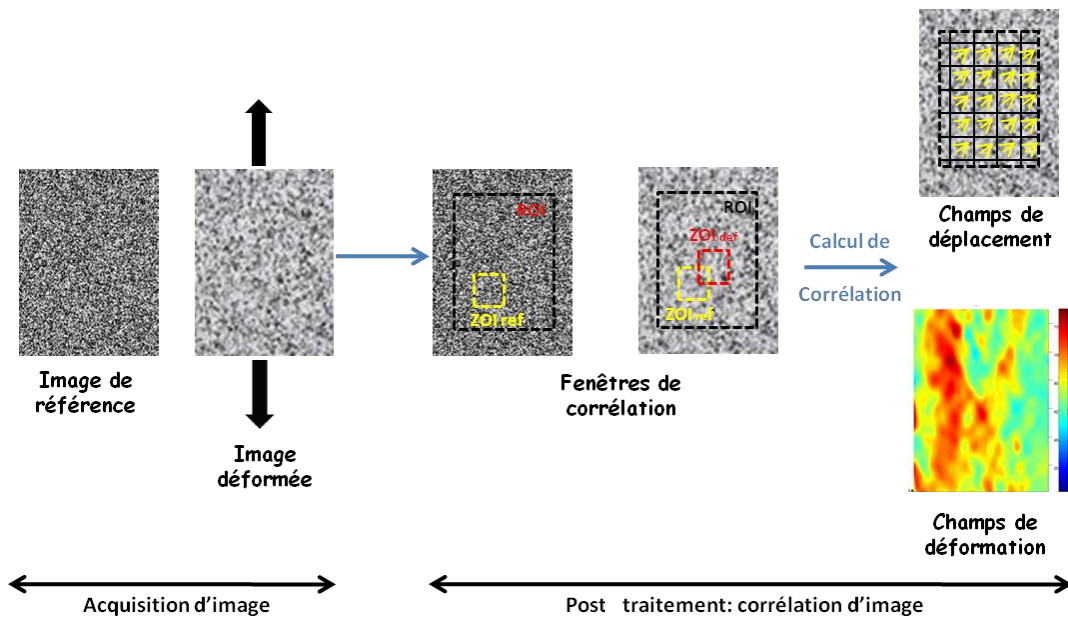 Image de
référence
Image
déformée
ROI
ZOI ref
ROI
ZOI def
ZOI ref
Fenêtres de
corrélation
Calcul de
Corrélation
Champs de
déplacement
Champs de
déformation
Acquisition d'image
Post traitement: corrélation d'image